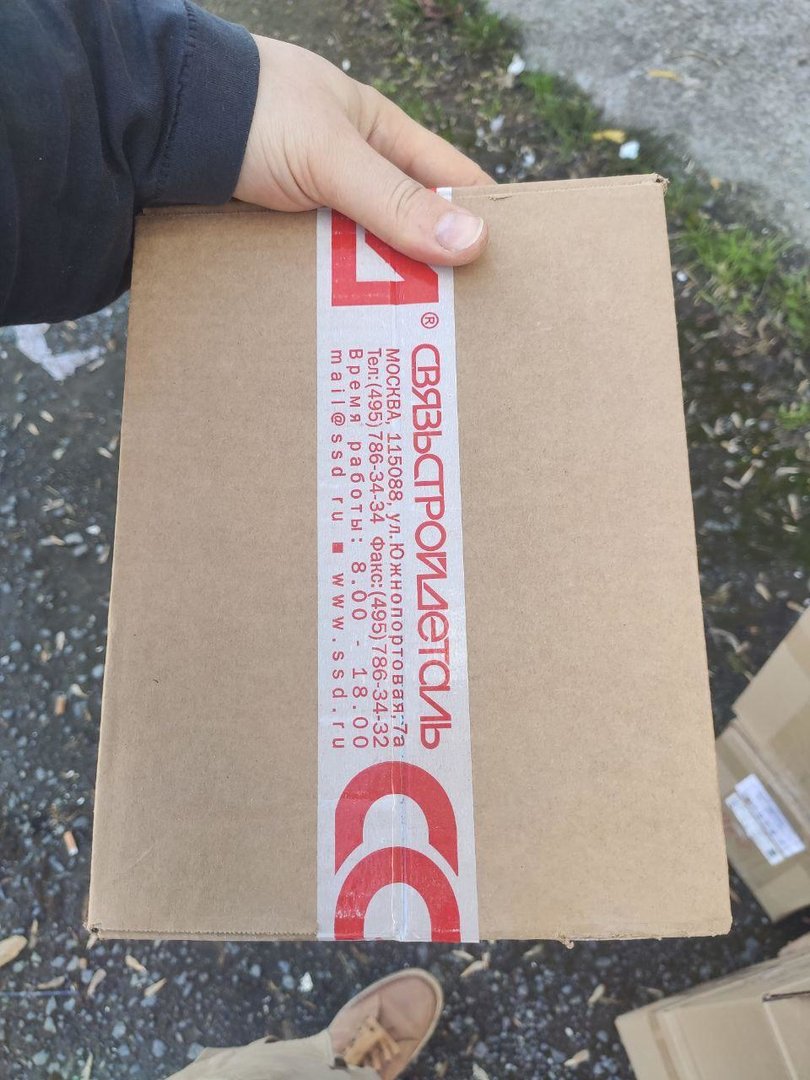 ®
СВЯЗЬСТРОЙДЕТАЛЬ
МОСКВА, 115088, ул. Южнопортовая,7а
Тел:(495)786-34-34 Факс:(495)786-34-32
Время работы: 8.00 - 18.00
mail@ssd ru ■ www.ssd.ru